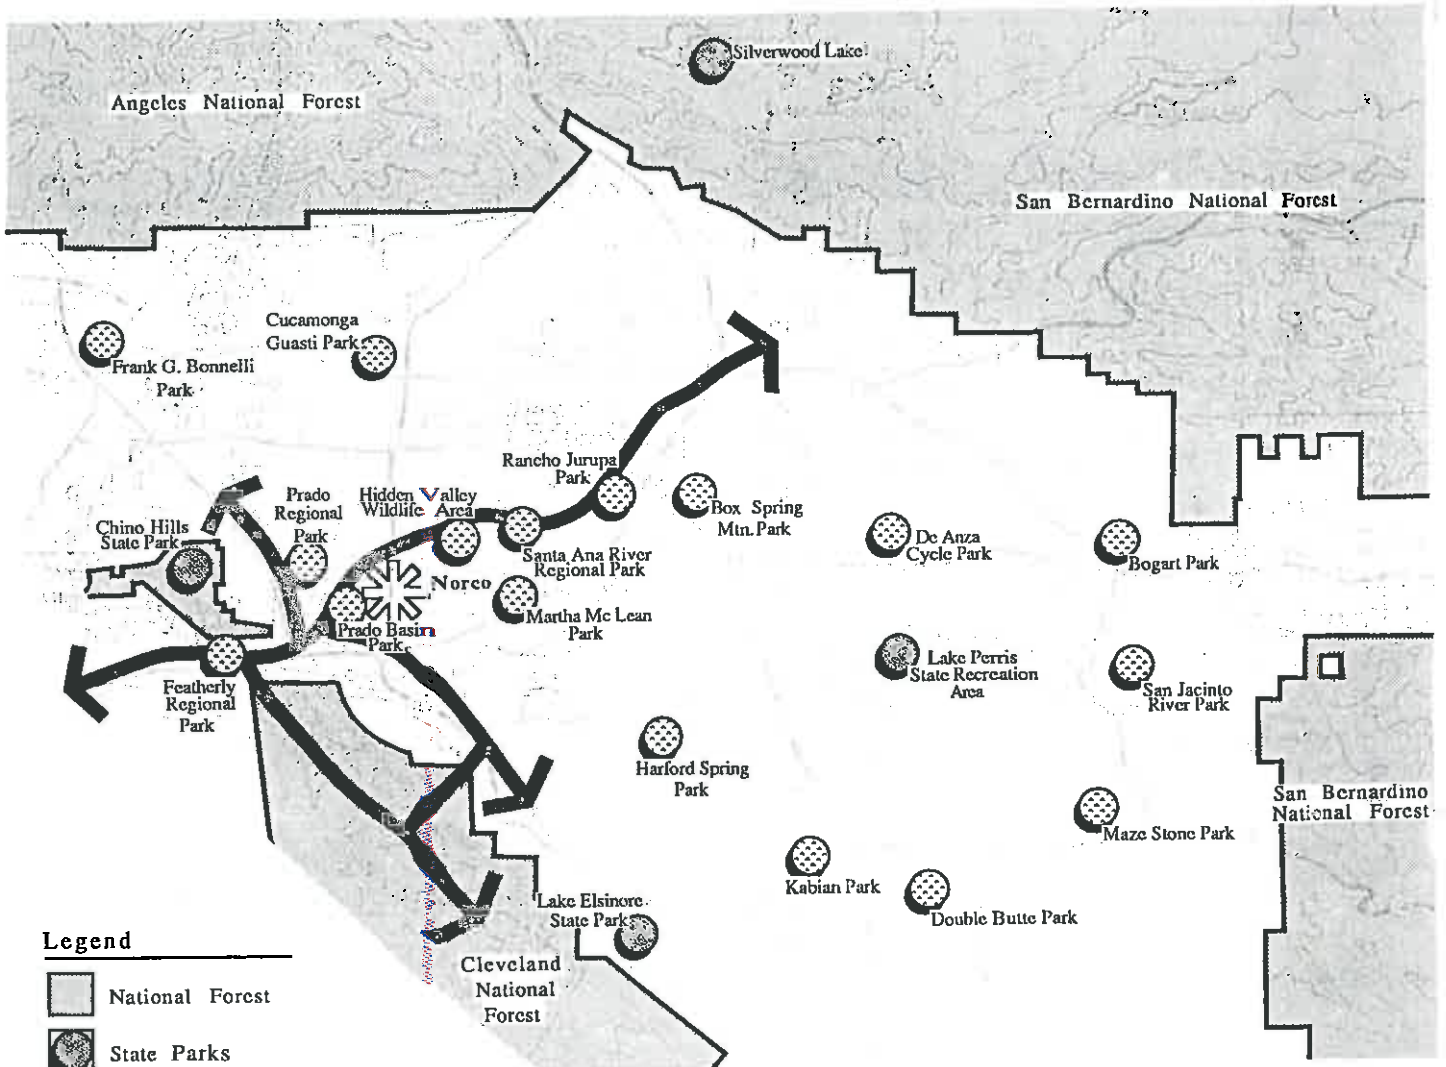 Silverwood Lake
Angeles National Forest
San Bernardino National Forest
Cucamonga
Guasti Park
Frank G. Bonnelli
Park
Rancho Jurupa
Park
Prado
Regional
Park
Hidden Valley
Wildlife Area
Box Spring
Mtn. Park
Chino Hills
State Park
De Anza
Cycle Park
Bogart Park
Santa Ana River
Regional Park
Norco
Martha Mc Lean
Park
Prado Basin
Park
Lake Perris
State Recreation
Area
Featherly
Regional
Park
San Jacinto
River Park
Harford Spring
Park
San Bernardino
National Forest
Maze Stone Park
Kabian Park
Double Butte Park
Lake Elsinore
State Park
Cleveland
National
Forest
Legend
National Forest
State Parks